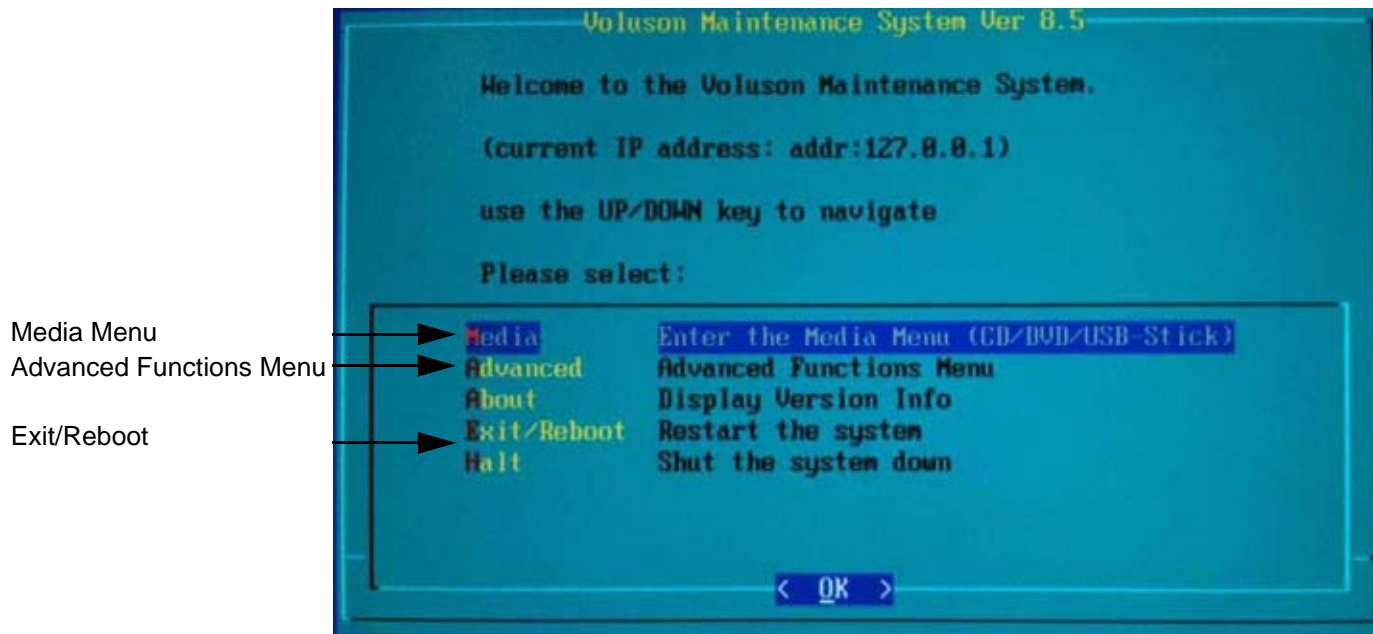 Voluson Maintenance System Ver 8.5
Welcome to the Voluson Maintenance System.
(current IP address: addr:127.0.0.1)
use the UP/DOWN key to navigate
Please select:
Media Menu
Media Enter the Media Menu (CD/DVD/USB-Stick)
Advanced Functions Menu
Advanced Advanced Functions Menu
About Display Version Info
Exit/Reboot
Exit/Reboot Restart the system
Halt Shut the system down
< OK >